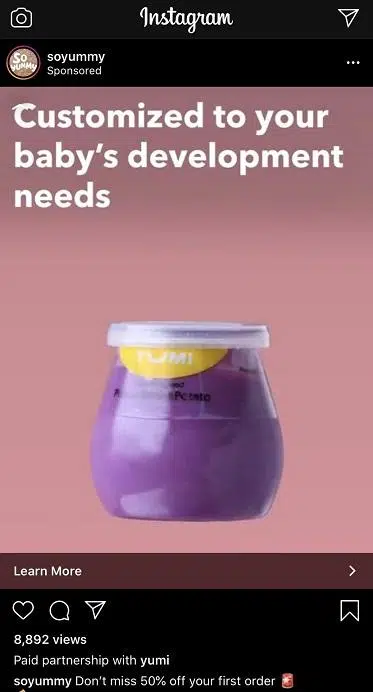 Instagram
So
YUMMY
soyummy
Sponsored
Customized to your
baby's development
needs
YUMI
Potato
Learn More
8,892 views
Paid partnership with yumi
soyummy Don't miss 50% off your first order 🚨